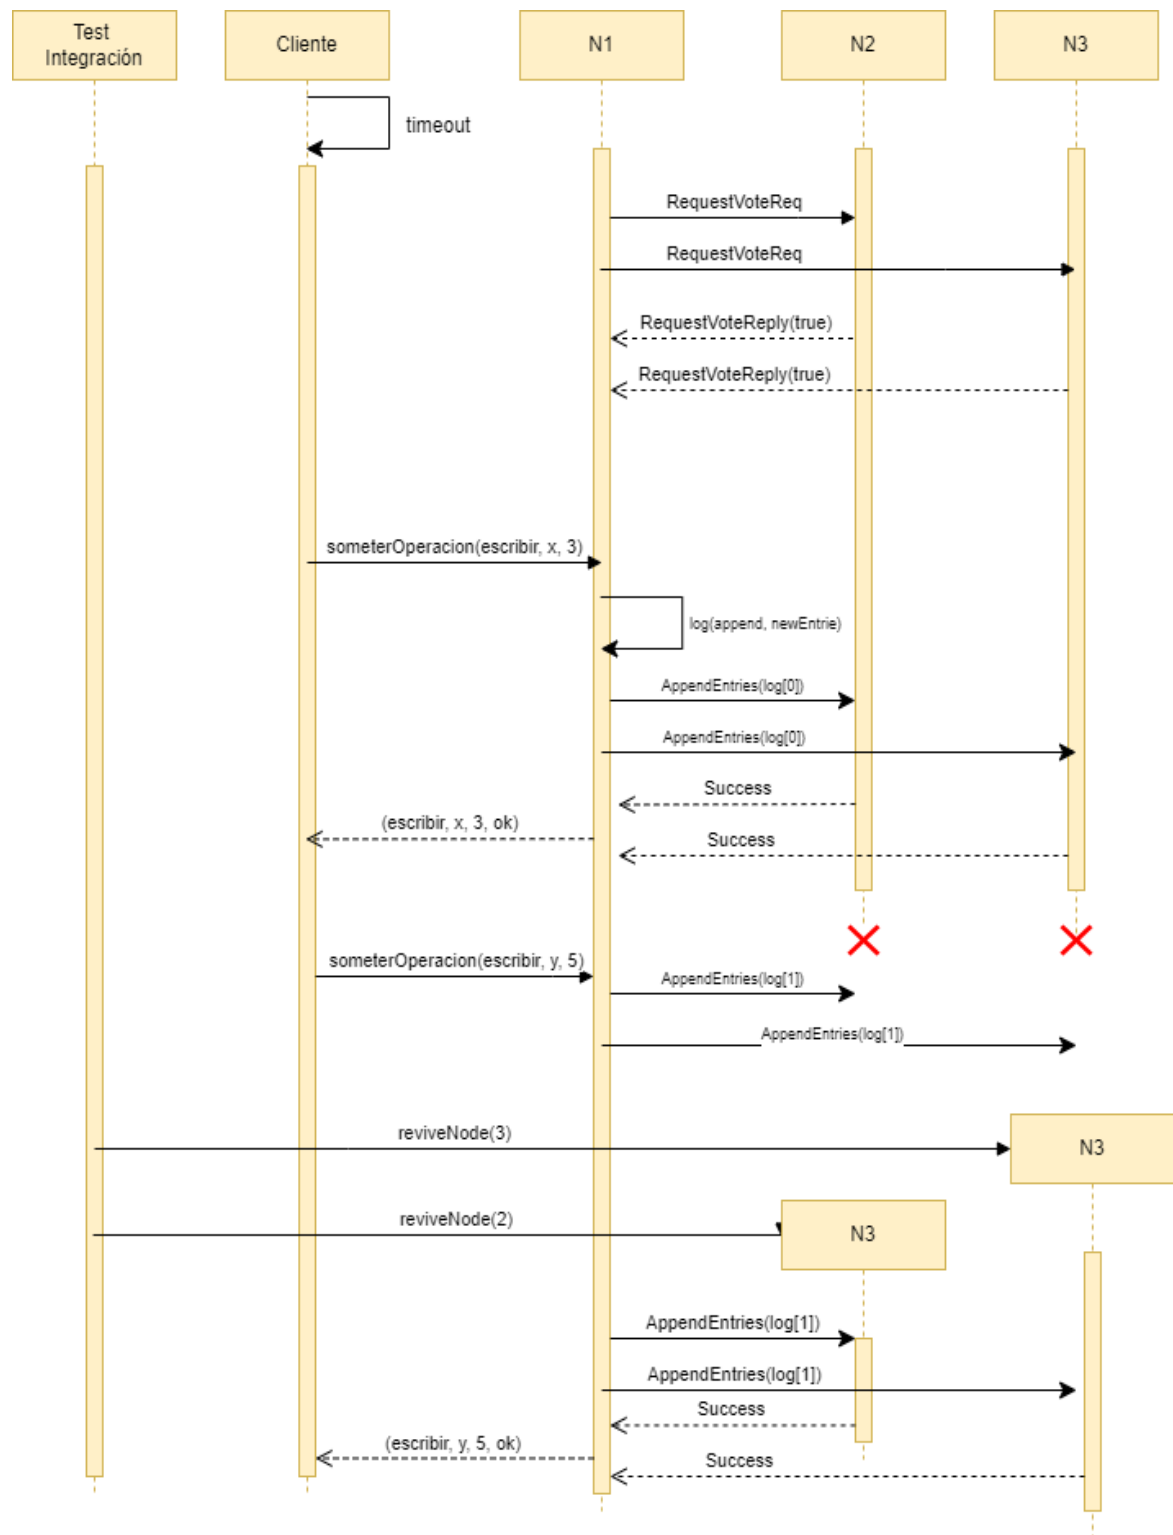 Test
Integración
Cliente
N1
N2
N3
timeout
RequestVoteReq
RequestVoteReq
RequestVoteReply(true)
RequestVoteReply(true)
someterOperacion(escribir, x, 3)
log(append, newEntrie)
AppendEntries(log[0])
AppendEntries(log[0])
Success
(escribir, x, 3, ok)
Success
someterOperacion(escribir, y, 5)
AppendEntries(log[1])
AppendEntries(log[1])
reviveNode(3)
N3
reviveNode(2)
N3
AppendEntries(log[1])
AppendEntries(log[1])
Success
(escribir, y, 5, ok)
Success